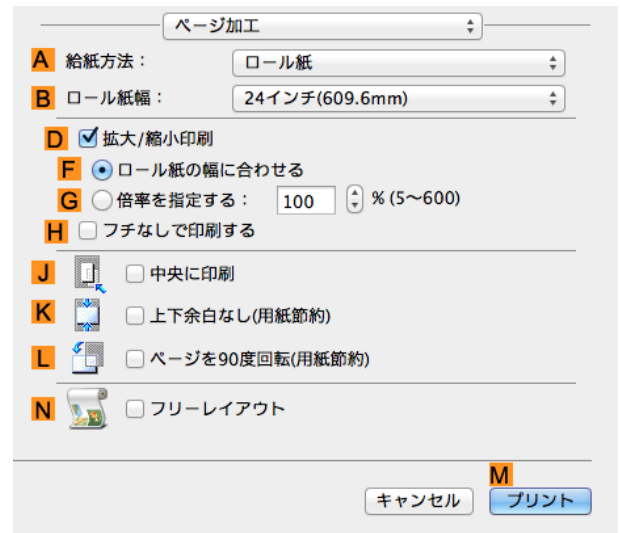 ページ加工
A 給紙方法： ロール紙
B ロール紙幅： 24インチ(609.6mm)
D 拡大/縮小印刷
F ロール紙の幅に合わせる
G 倍率を指定する： 100 % (5〜600)
H フチなしで印刷する
J 中央に印刷
K 上下余白なし(用紙節約)
L ページを90度回転(用紙節約)
N フリーレイアウト
M
キャンセル プリント